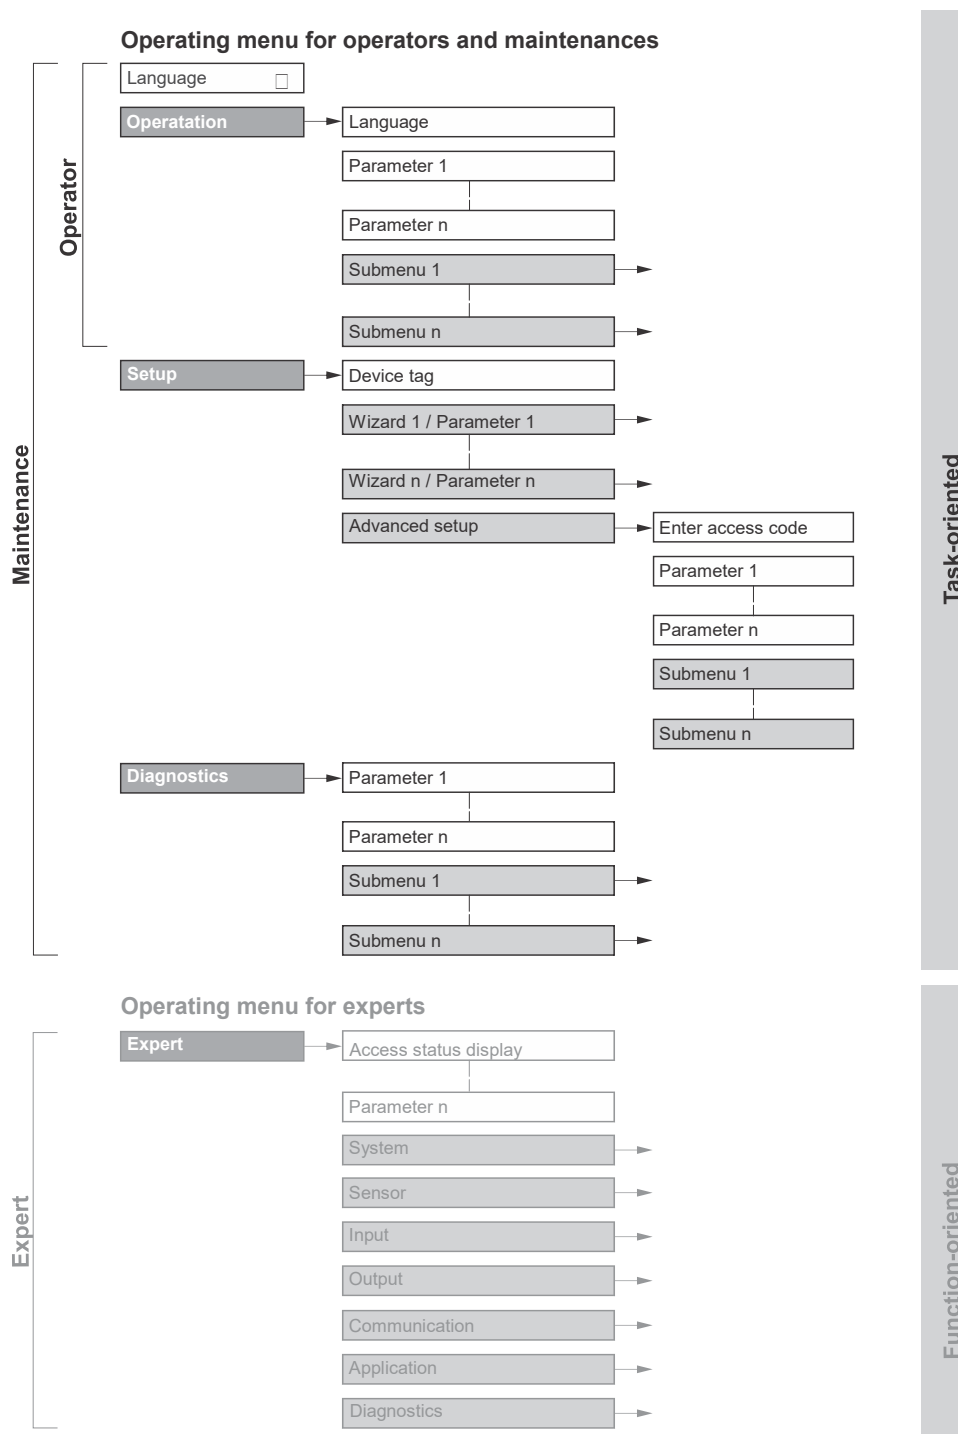 Operating menu for operators and maintenances
Language
Operatation
Language
Parameter 1
Parameter n
Submenu 1
Submenu n
Operator
Setup
Device tag
Wizard 1 / Parameter 1
Wizard n / Parameter n
Advanced setup
Enter access code
Parameter 1
Parameter n
Submenu 1
Submenu n
Maintenance
Task-oriented
Diagnostics
Parameter 1
Parameter n
Submenu 1
Submenu n
Operating menu for experts
Expert
Access status display
Parameter n
System
Sensor
Input
Output
Communication
Application
Diagnostics
Expert
Function-oriented